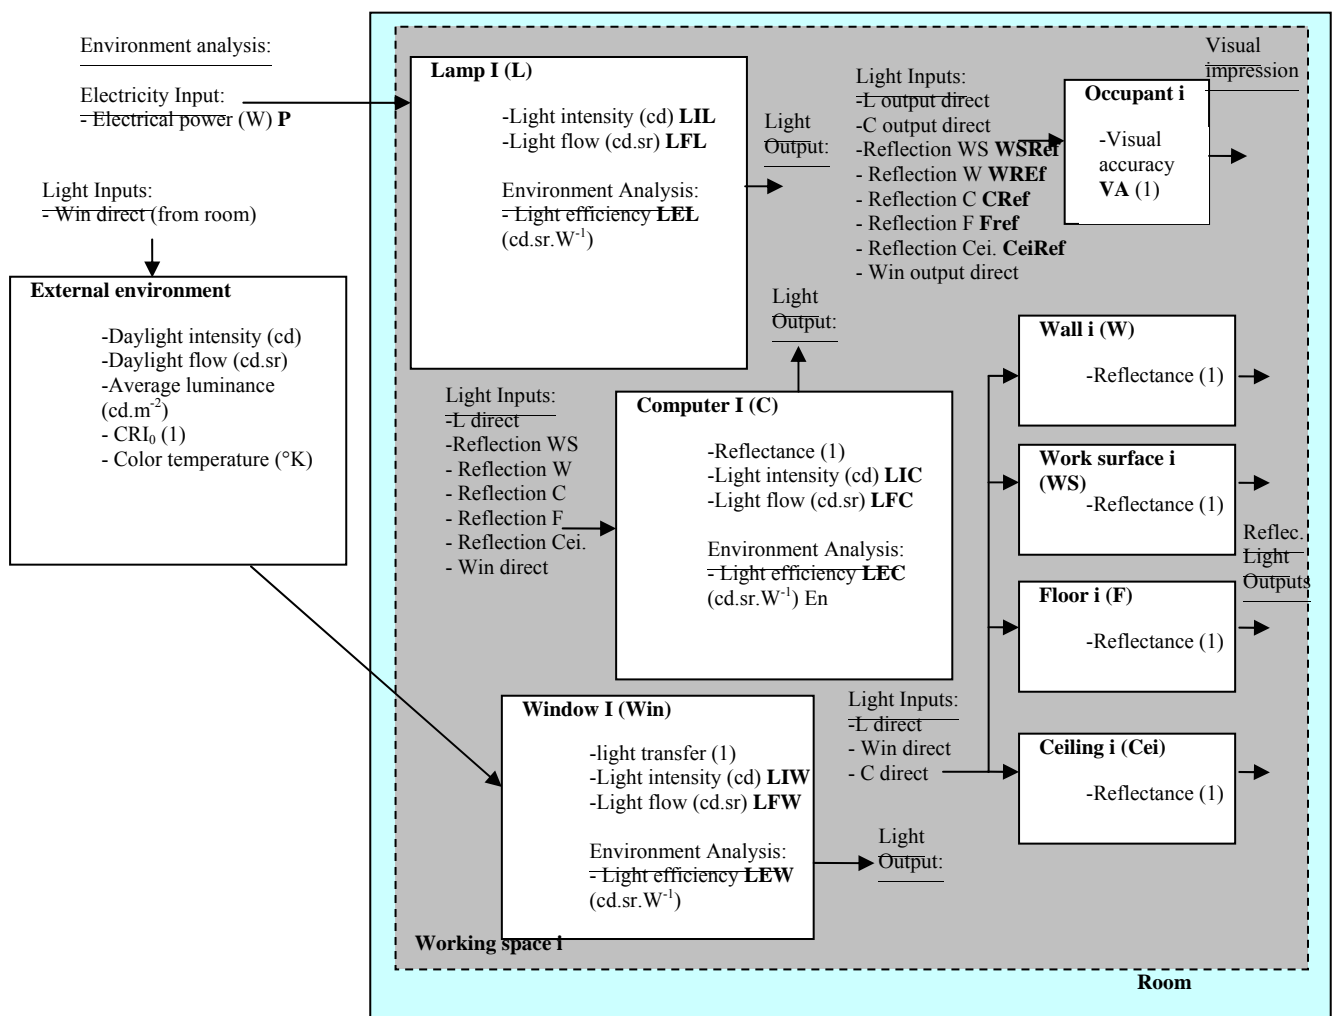 Environment analysis:
Electricity Input:
- Electrical power (W) P
Light Inputs:
- Win direct (from room)
External environment
-Daylight intensity (cd)
-Daylight flow (cd.sr)
-Average luminance
(cd.m-2)
- CRI0 (1)
- Color temperature (°K)
Lamp I (L)
-Light intensity (cd) LIL
-Light flow (cd.sr) LFL
Environment Analysis:
- Light efficiency LEL
(cd.sr.W-1)
Light
Output:
Light Inputs:
-L output direct
-C output direct
-Reflection WS WSRef
- Reflection W WREf
- Reflection C CRef
- Reflection F Fref
- Reflection Cei. CeiRef
- Win output direct
Occupant i
-Visual
accuracy
VA (1)
Visual
impression
Light
Output:
Light Inputs:
-L direct
-Reflection WS
- Reflection W
- Reflection C
- Reflection F
- Reflection Cei.
- Win direct
Computer I (C)
-Reflectance (1)
-Light intensity (cd) LIC
-Light flow (cd.sr) LFC
Environment Analysis:
- Light efficiency LEC
(cd.sr.W-1) En
Wall i (W)
-Reflectance (1)
Work surface i
(WS)
-Reflectance (1)
Reflec.
Light
Outputs
Floor i (F)
-Reflectance (1)
Light Inputs:
-L direct
- Win direct
- C direct
Ceiling i (Cei)
-Reflectance (1)
Window I (Win)
-light transfer (1)
-Light intensity (cd) LIW
-Light flow (cd.sr) LFW
Environment Analysis:
- Light efficiency LEW
(cd.sr.W-1)
Light
Output:
Working space i
Room